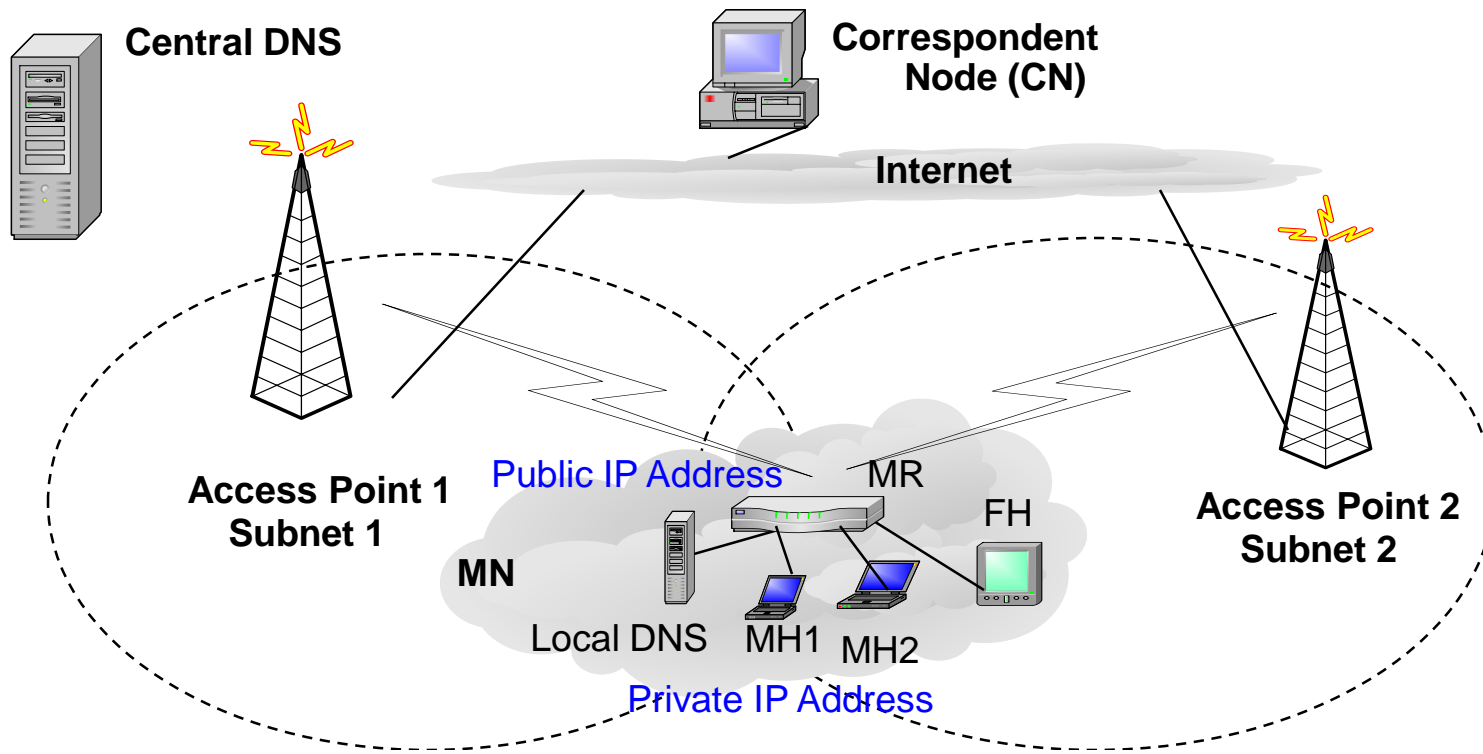 Central DNS
Correspondent
Node (CN)
Internet
Public IP Address
MR
Access Point 1
Subnet 1
FH
Access Point 2
Subnet 2
MN
Local DNS
MH1
MH2
Private IP Address